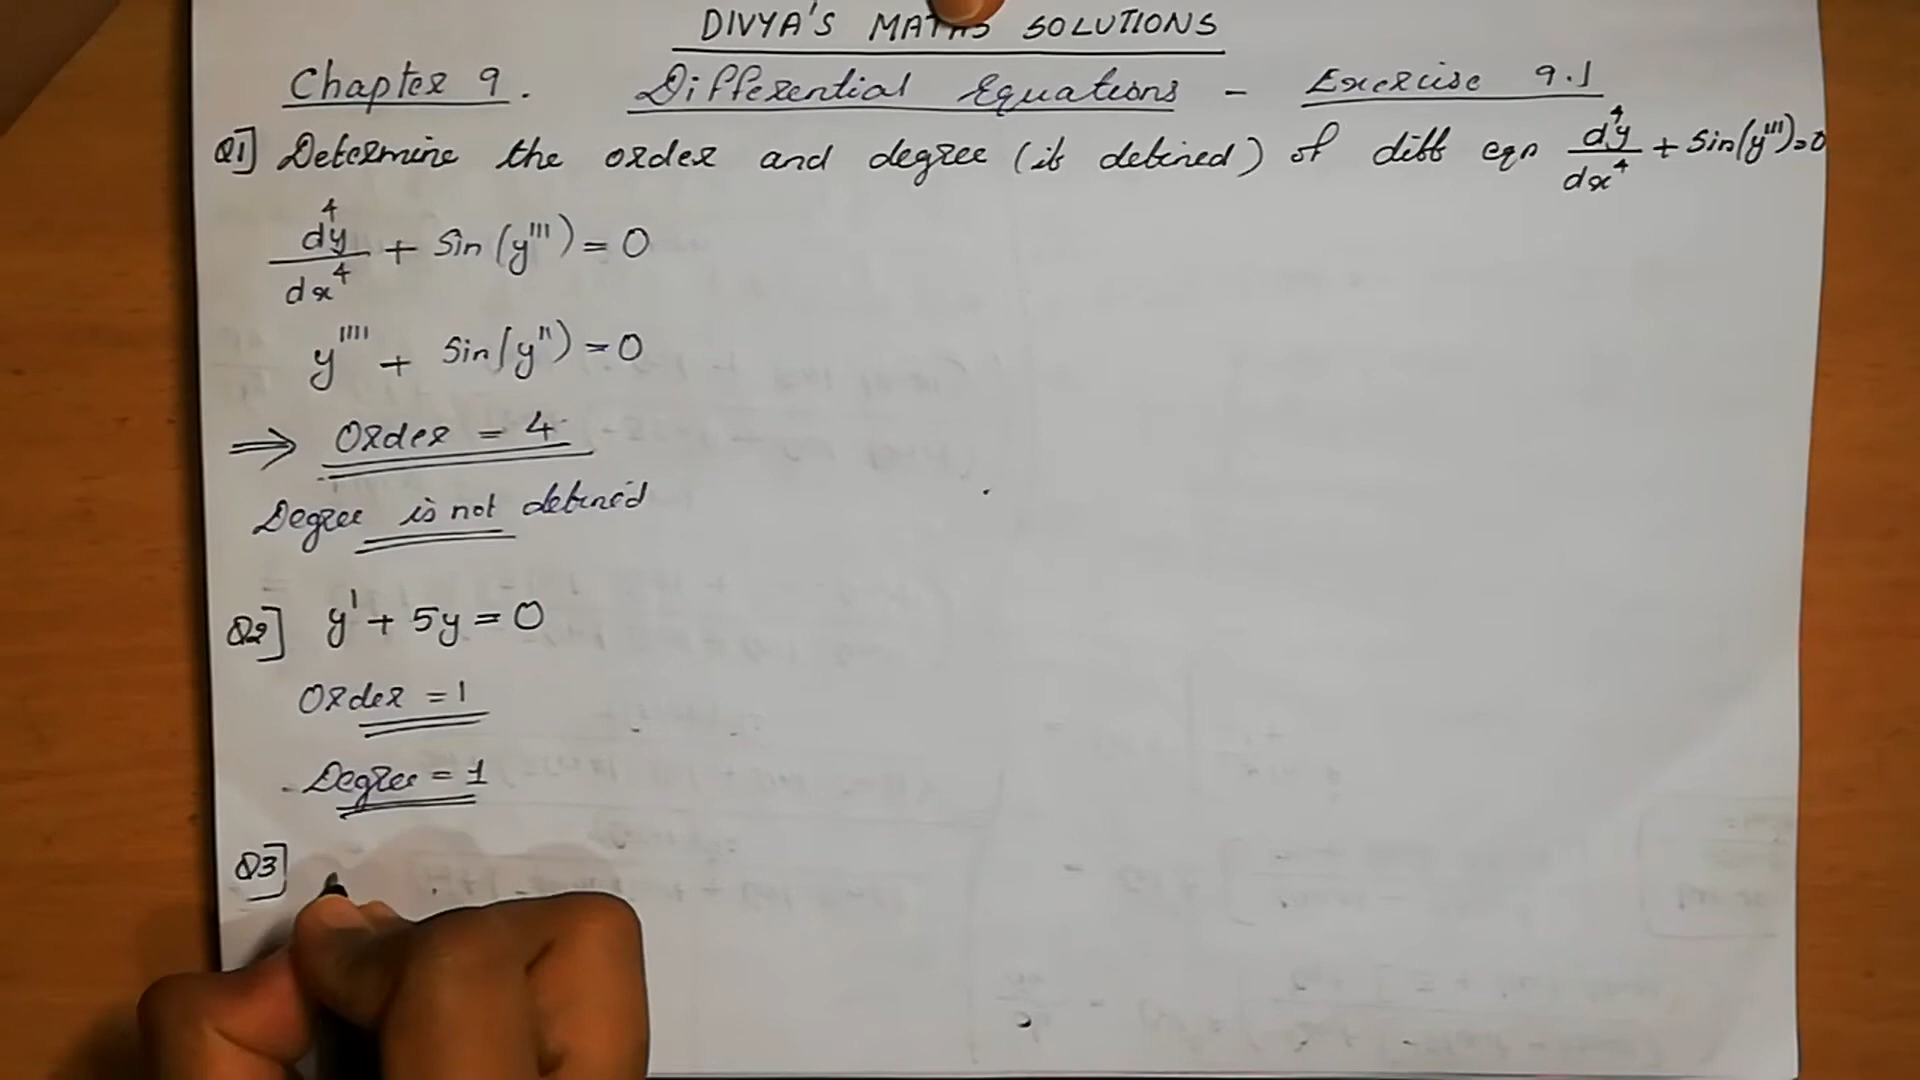 DIVYA'S MATHS SOLUTIONS
Chapter 9. Differential Equations - Exercise 9.1
Q1] Determine the order and degree (if defined) of diff eqn d⁴y/dx⁴ + Sin(y''')=0
d⁴y/dx⁴ + Sin(y''') = 0
y'''' + Sin(y'') = 0
⇒ Order = 4
Degree is not defined
Q2] y' + 5y = 0
Order = 1
Degree = 1
Q3]